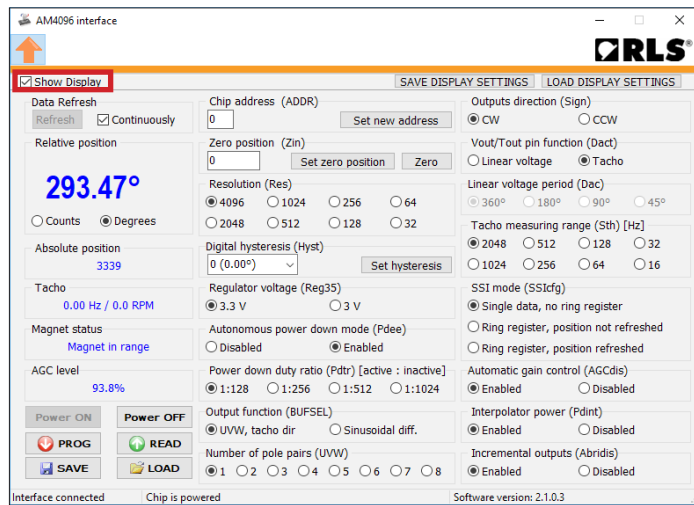 AM4096 interface
RLS®
Show Display
SAVE DISPLAY SETTINGS LOAD DISPLAY SETTINGS
Data Refresh
Refresh Continuously
Relative position
293.47º
Counts Degrees
Absolute position
3339
Tacho
0.00 Hz / 0.0 RPM
Magnet status
Magnet in range
AGC level
93.8%
Power ON Power OFF
PROG READ
SAVE LOAD
Chip address (ADDR)
0 Set new address
Zero position (Zin)
0 Set zero position Zero
Resolution (Res)
4096 1024 256 64
2048 512 128 32
Digital hysteresis (Hyst)
0 (0.00º) Set hysteresis
Regulator voltage (Reg35)
3.3 V 3 V
Autonomous power down mode (Pdee)
Disabled Enabled
Power down duty ratio (Pdtr) [active : inactive]
1:128 1:256 1:512 1:1024
Output function (BUFSEL)
UVW, tacho dir Sinusoidal diff.
Number of pole pairs (UVW)
1 2 3 4 5 6 7 8
Outputs direction (Sign)
CW CCW
Vout/Tout pin function (Dact)
Linear voltage Tacho
Linear voltage period (Dac)
360º 180º 90º 45º
Tacho measuring range (Sth) [Hz]
2048 512 128 32
1024 256 64 16
SSI mode (SSIcfg)
Single data, no ring register
Ring register, position not refreshed
Ring register, position refreshed
Automatic gain control (AGCdis)
Enabled Disabled
Interpolator power (Pdint)
Enabled Disabled
Incremental outputs (Abridis)
Enabled Disabled
Interface connected Chip is powered Software version: 2.1.0.3